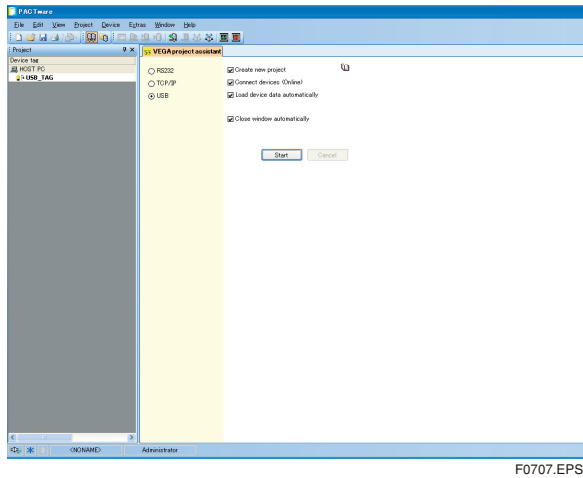 PACTware
File Edit View Project Device Extras Window Help
Project
VEGA project assistant
Device tag
HOST PC
USB_TAG
RS232
Create new project
TCP/IP
Connect devices (Online)
USB
Load device data automatically
Close window automatically
Start Cancel
<NONAME> Administrator
F0707.EPS